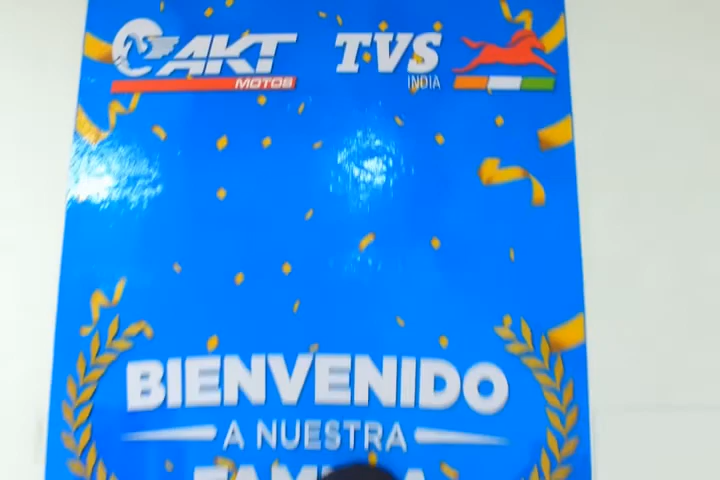 AKT TVS
MOTOS INDIA
BIENVENIDO
A NUESTRA